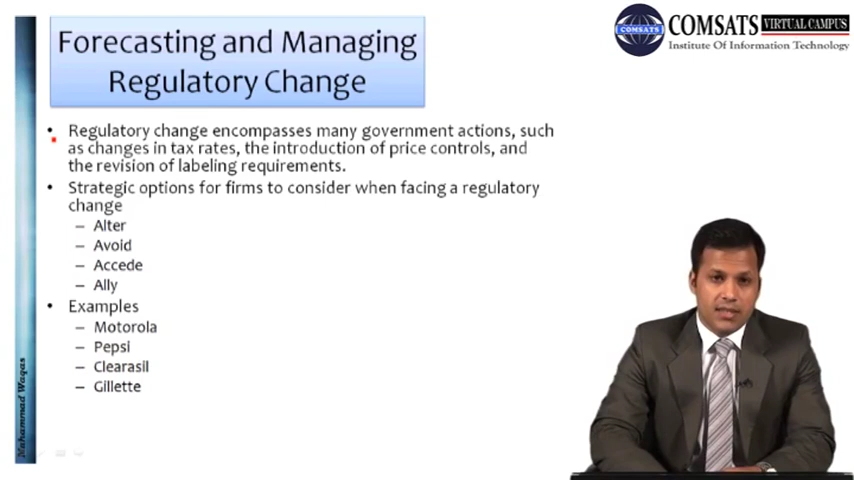 Forecasting and Managing
Regulatory Change
COMSATS
COMSATS VIRTUAL CAMPUS
Institute Of Information Technology
• Regulatory change encompasses many government actions, such
as changes in tax rates, the introduction of price controls, and
the revision of labeling requirements.
• Strategic options for firms to consider when facing a regulatory
change
– Alter
– Avoid
– Accede
– Ally
• Examples
– Motorola
– Pepsi
– Clearasil
– Gillette
Muhammad Waqas